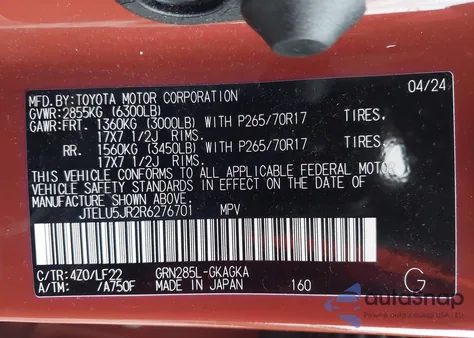 MFD.BY:TOYOTA MOTOR CORPORATION 04/24
GVWR:2855KG (6300LB)
GAWR:FRT. 1360KG (3000LB) WITH P265/70R17 TIRES.
17X7 1/2J RIMS.
RR. 1560KG (3450LB) WITH P265/70R17 TIRES.
17X7 1/2J RIMS.
THIS VEHICLE CONFORMS TO ALL APPLICABLE FEDERAL MOTOR
VEHICLE SAFETY STANDARDS IN EFFECT ON THE DATE OF
MANUFACTURE SHOWN ABOVE.
JTELU5JR2R6276701 MPV
C/TR:4Z0/LF22 GRN285L-GKAGKA
A/TM: /A750F MADE IN JAPAN 160 G
autosnap